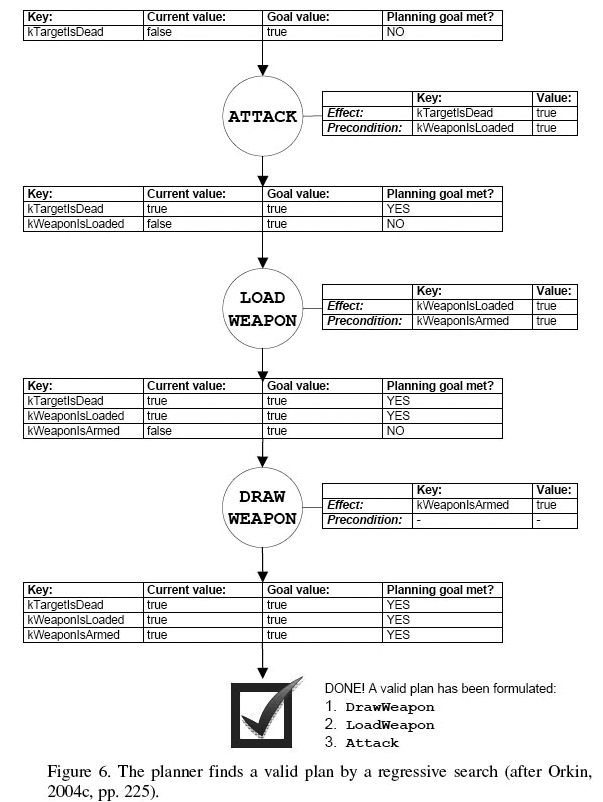 Key: Current value: Goal value: Planning goal met?
kTargetIsDead false true NO
ATTACK
Key: Value:
Effect: kTargetIsDead true
Precondition: kWeaponIsLoaded true
Key: Current value: Goal value: Planning goal met?
kTargetIsDead true true YES
kWeaponIsLoaded false true NO
LOAD
WEAPON
Key: Value:
Effect: kWeaponIsLoaded true
Precondition: kWeaponIsArmed true
Key: Current value: Goal value: Planning goal met?
kTargetIsDead true true YES
kWeaponIsLoaded true true YES
kWeaponIsArmed false true NO
DRAW
WEAPON
Key: Value:
Effect: kWeaponIsArmed true
Precondition: - -
Key: Current value: Goal value: Planning goal met?
kTargetIsDead true true YES
kWeaponIsLoaded true true YES
kWeaponIsArmed true true YES
DONE! A valid plan has been formulated:
1. DrawWeapon
2. LoadWeapon
3. Attack
Figure 6. The planner finds a valid plan by a regressive search (after Orkin,
2004c, pp. 225).